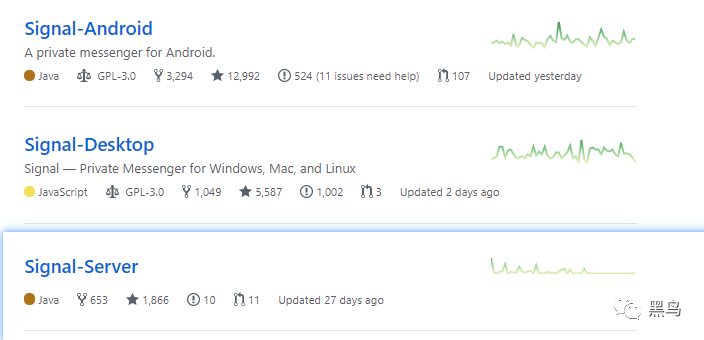 Signal-Android
A private messenger for Android.
Java GPL-3.0 3,294 12,992 524 (11 issues need help) 107 Updated yesterday
Signal-Desktop
Signal — Private Messenger for Windows, Mac, and Linux
JavaScript GPL-3.0 1,049 5,587 1,002 3 Updated 2 days ago
Signal-Server
Java 653 1,866 10 11 Updated 27 days ago
黑鸟